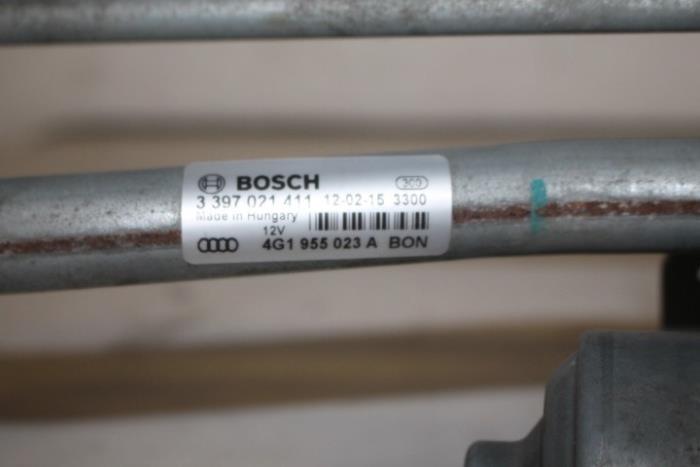 BOSCH
3 397 021 411 12-02-15 3300
Made in Hungary
12V
4G1 955 023 A BON